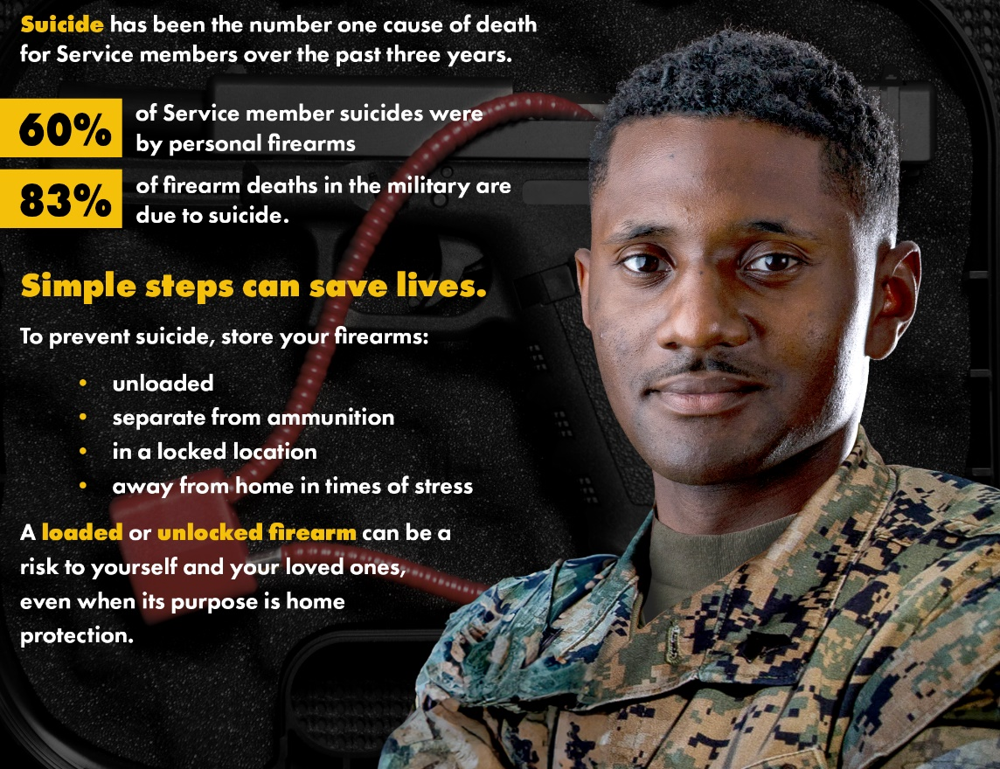 Suicide has been the number one cause of death
for Service members over the past three years.
60%
of Service member suicides were
by personal firearms
83%
of firearm deaths in the military are
due to suicide.
Simple steps can save lives.
To prevent suicide, store your firearms:
• unloaded
• separate from ammunition
• in a locked location
• away from home in times of stress
A loaded or unlocked firearm can be a
risk to yourself and your loved ones,
even when its purpose is home
protection.